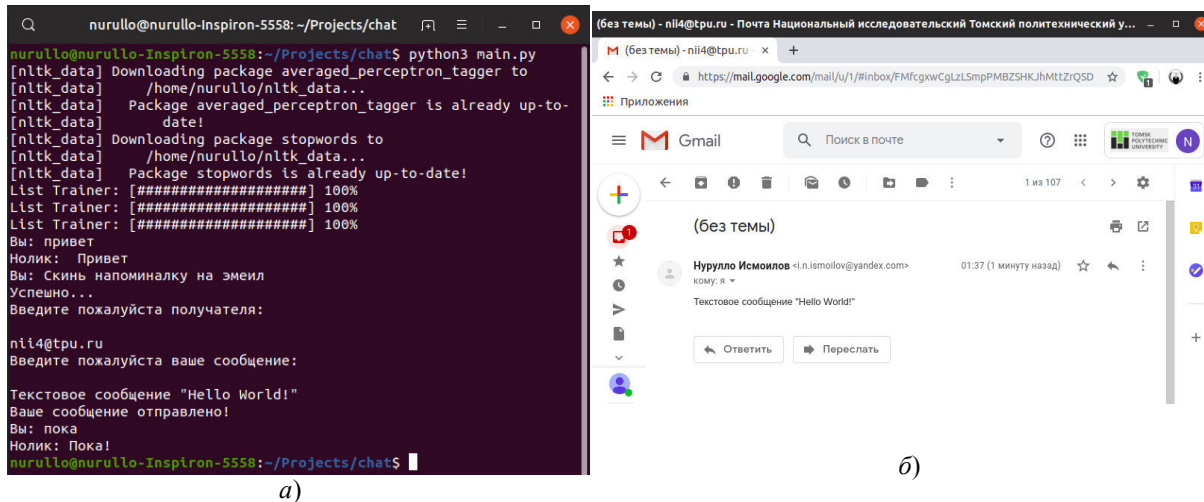 nurullo@nurullo-Inspiron-5558: ~/Projects/chat
nurullo@nurullo-Inspiron-5558:~/Projects/chat$ python3 main.py
[nltk_data] Downloading package averaged_perceptron_tagger to
[nltk_data]     /home/nurullo/nltk_data...
[nltk_data]   Package averaged_perceptron_tagger is already up-to-
[nltk_data]       date!
[nltk_data] Downloading package stopwords to
[nltk_data]     /home/nurullo/nltk_data...
[nltk_data]   Package stopwords is already up-to-date!
List Trainer: [####################] 100%
List Trainer: [####################] 100%
List Trainer: [####################] 100%
Вы: привет
Нолик:  Привет
Вы: Скинь напоминалку на эмеил
Успешно...
Введите пожалуйста получателя:
nii4@tpu.ru
Введите пожалуйста ваше сообщение:
Текстовое сообщение "Hello World!"
Ваше сообщение отправлено!
Вы: пока
Нолик: Пока!
nurullo@nurullo-Inspiron-5558:~/Projects/chat$
а)
(без темы) - nii4@tpu.ru - Почта Национальный исследовательский Томский политехнический у...
(без темы) - nii4@tpu.ru
https://mail.google.com/mail/u/1/#inbox/FMfcgxwCgLzLSmpPMBZSHKJhMttZrQSD
Приложения
Gmail
Поиск в почте
TOMSK
POLYTECHNIC
UNIVERSITY
N
1 из 107
31
(без темы)
1
Нурулло Исмоилов <i.n.ismoilov@yandex.com>
01:37 (1 минуту назад)
кому: я
Текстовое сообщение "Hello World!"
Ответить
Переслать
б)